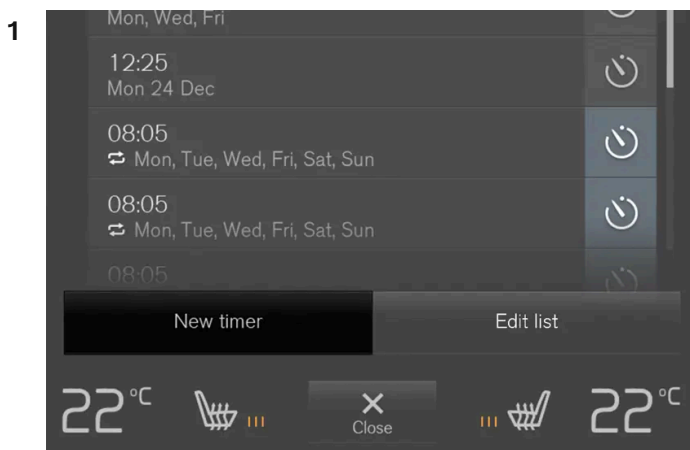 1
Mon, Wed, Fri
12:25
Mon 24 Dec
08:05
Mon, Tue, Wed, Fri, Sat, Sun
08:05
Mon, Tue, Wed, Fri, Sat, Sun
08:05
New timer Edit list
22°C Close 22°C